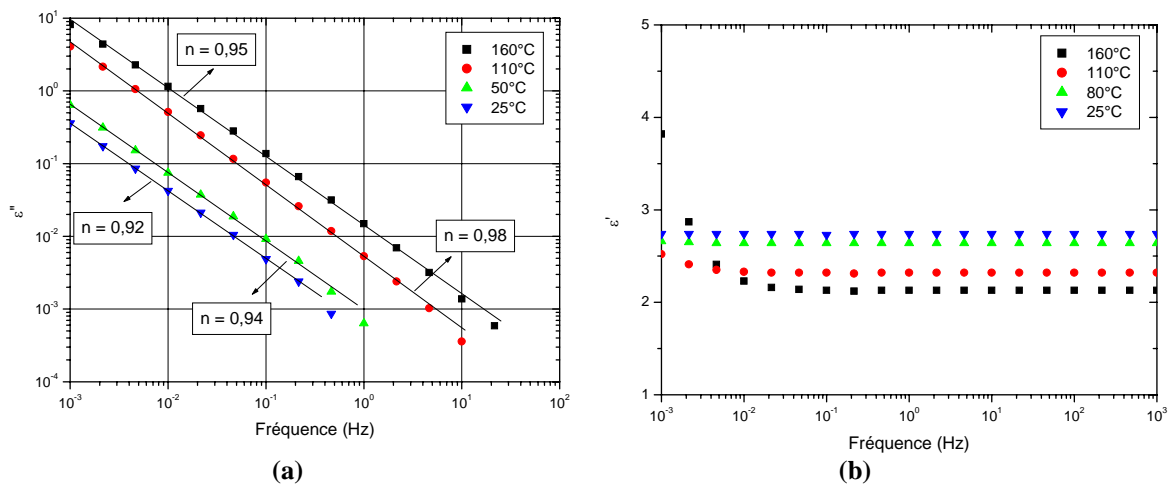 10¹
10⁰
10⁻¹
10⁻²
10⁻³
10⁻⁴
ε''
n = 0,95
n = 0,92
n = 0,98
n = 0,94
160°C
110°C
50°C
25°C
10⁻³
10⁻²
10⁻¹
10⁰
10¹
10²
Fréquence (Hz)
(a)
5
4
3
2
1
ε'
160°C
110°C
80°C
25°C
10⁻³
10⁻²
10⁻¹
10⁰
10¹
10²
10³
Fréquence (Hz)
(b)